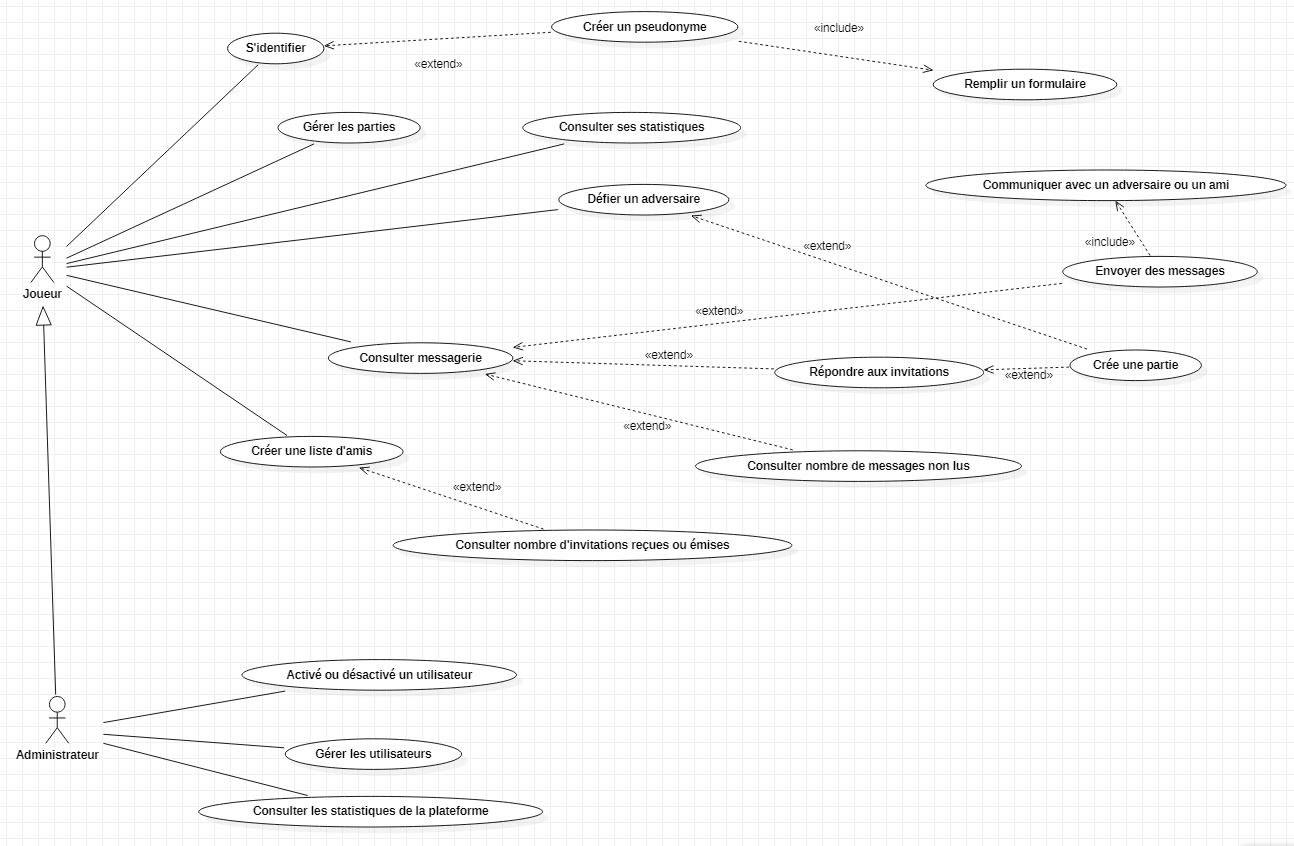 Créer un pseudonyme
«include»
S'identifier
«extend»
Remplir un formulaire
Gérer les parties
Consulter ses statistiques
Communiquer avec un adversaire ou un ami
Défier un adversaire
«extend»
«include»
Envoyer des messages
Joueur
«extend»
Consulter messagerie
«extend»
Répondre aux invitations
«extend»
Crée une partie
«extend»
Créer une liste d'amis
Consulter nombre de messages non lus
«extend»
Consulter nombre d'invitations reçues ou émises
Activé ou désactivé un utilisateur
Administrateur
Gérer les utilisateurs
Consulter les statistiques de la plateforme